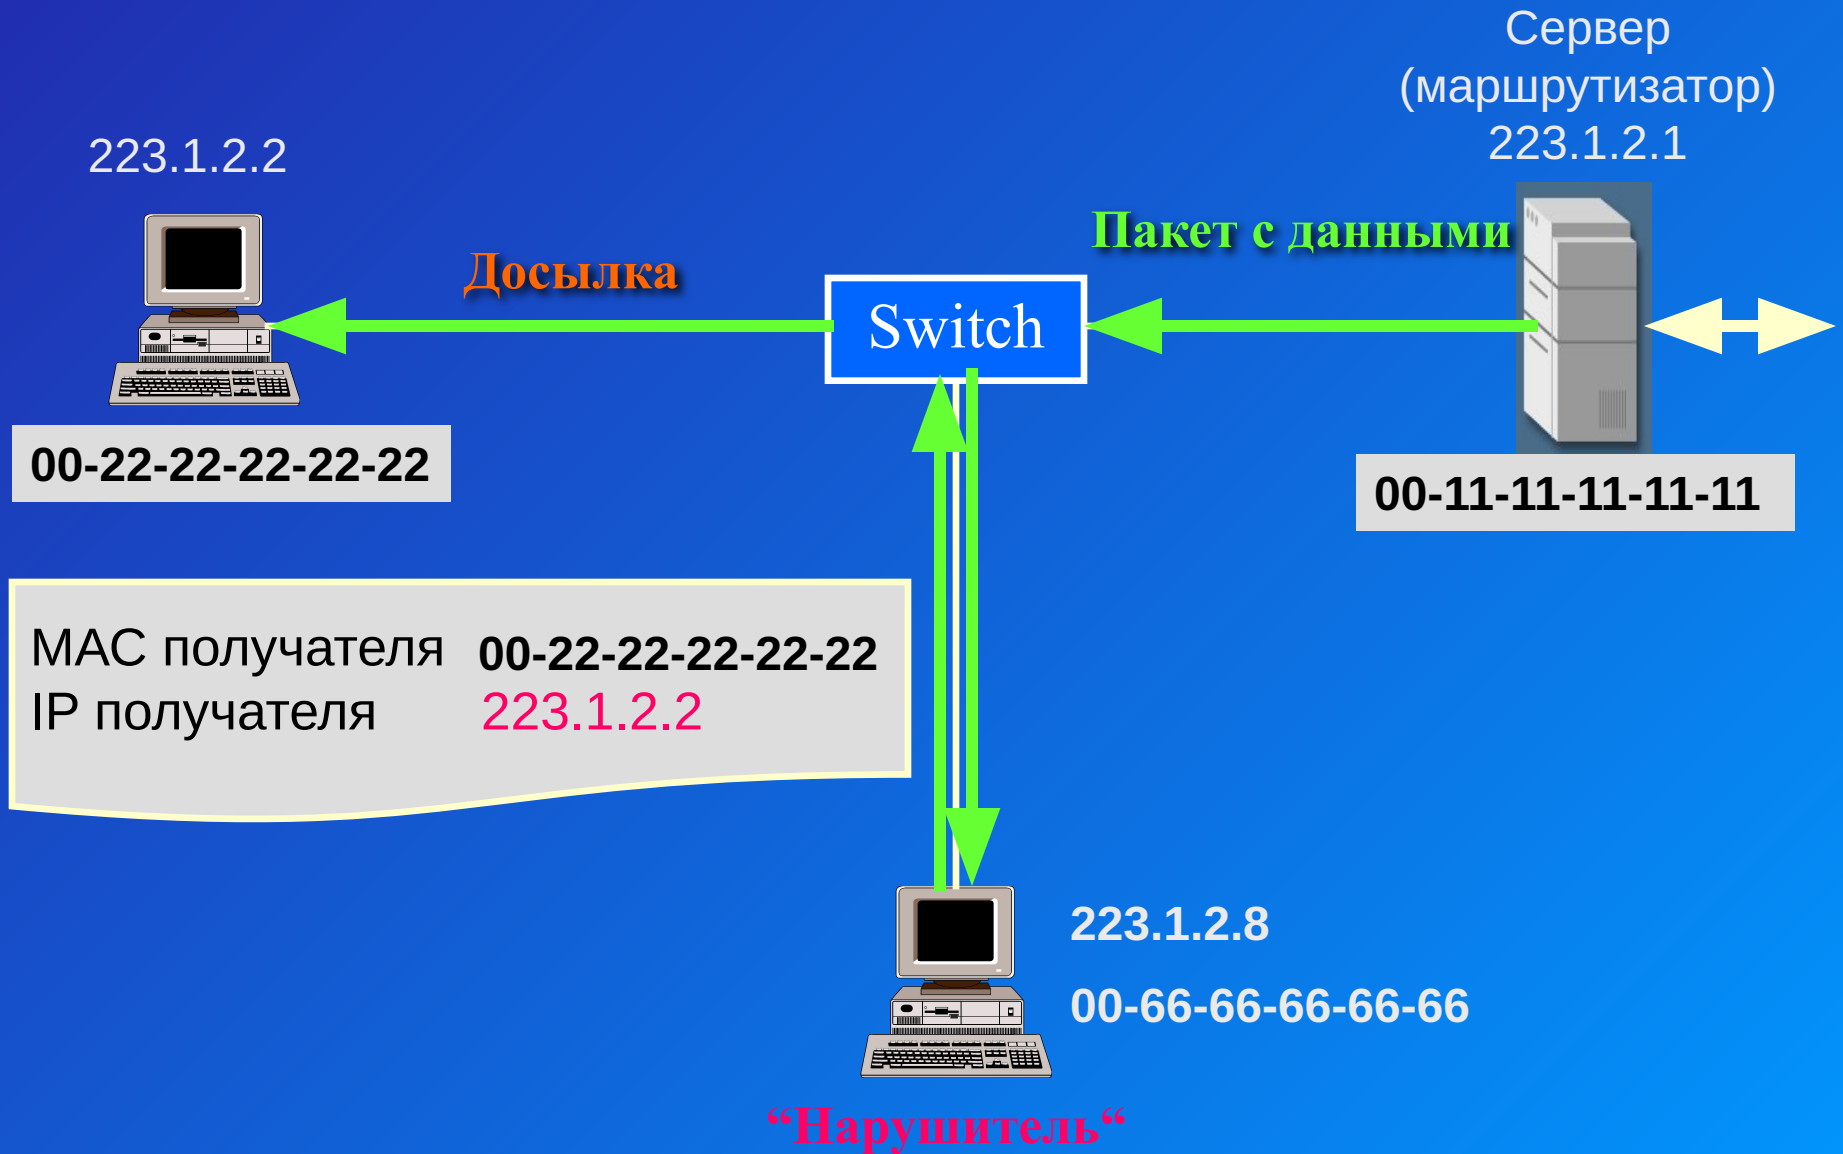 Сервер
(маршрутизатор)
223.1.2.1
223.1.2.2
Пакет с данными
Досылка
Switch
00-22-22-22-22-22
00-11-11-11-11-11
MAC получателя 00-22-22-22-22-22
IP получателя 223.1.2.2
223.1.2.8
00-66-66-66-66-66
“Нарушитель“